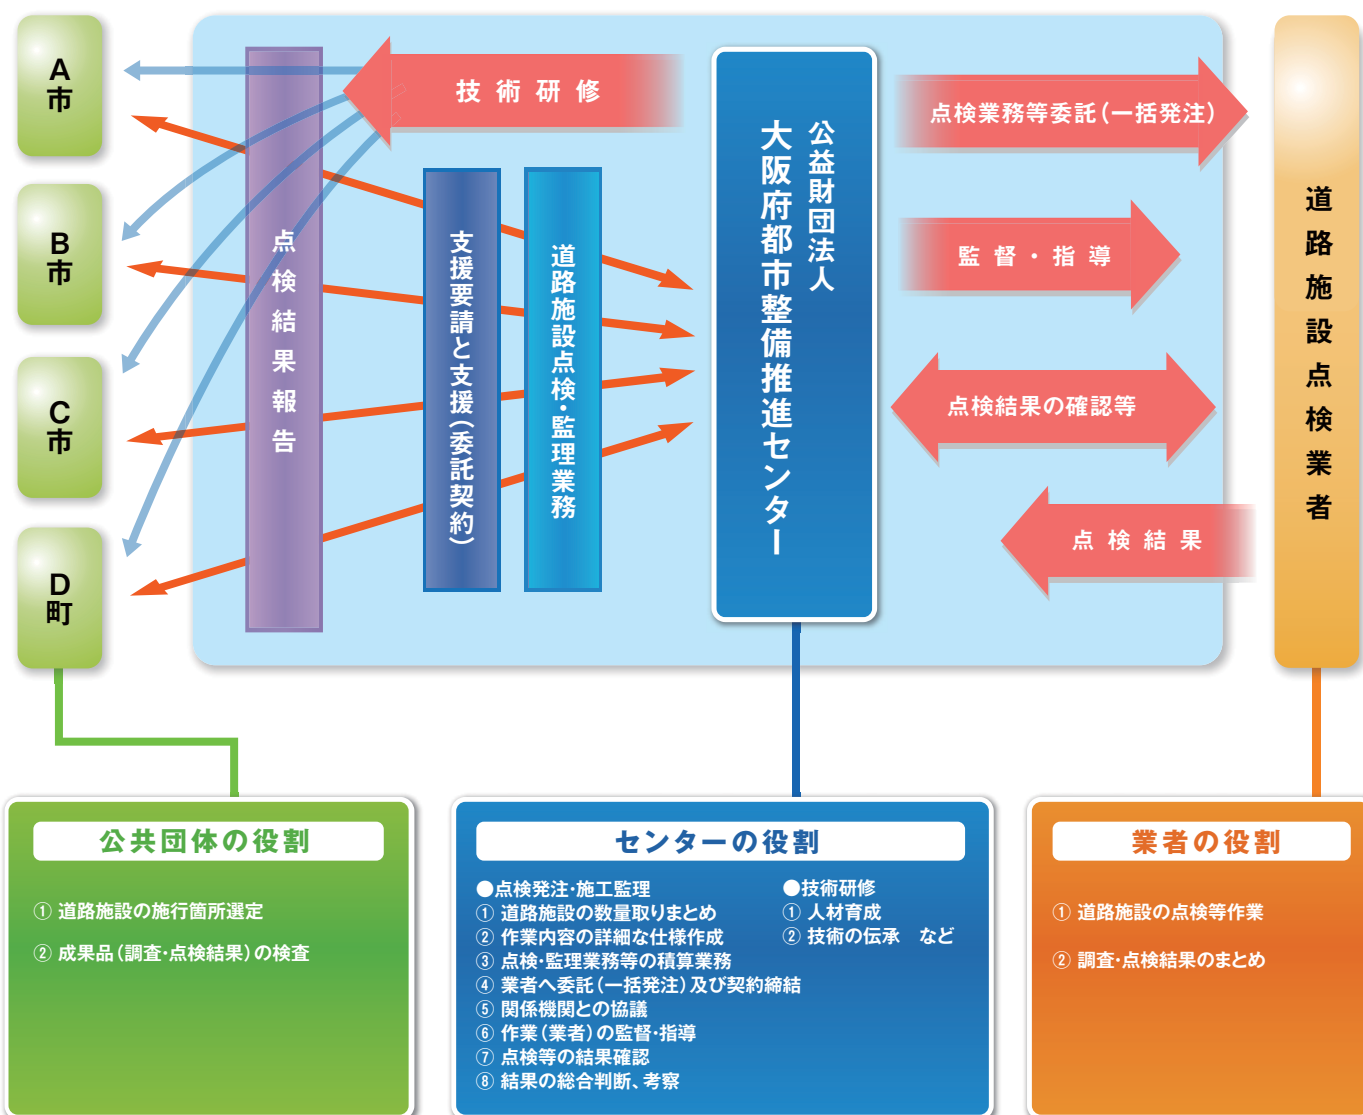 A市
B市
C市
D町
点検結果報告
技術研修
支援要請と支援(委託契約)
道路施設点検・監理業務
公益財団法人
大阪府都市整備推進センター
点検業務等委託(一括発注)
監督・指導
点検結果の確認等
点検結果
道路施設点検業者
公共団体の役割
① 道路施設の施行箇所選定
② 成果品(調査・点検結果)の検査
センターの役割
●点検発注・施工監理
① 道路施設の数量取りまとめ
② 作業内容の詳細な仕様作成
③ 点検・監理業務等の積算業務
④ 業者へ委託(一括発注)及び契約締結
⑤ 関係機関との協議
⑥ 作業(業者)の監督・指導
⑦ 点検等の結果確認
⑧ 結果の総合判断、考察
●技術研修
① 人材育成
② 技術の伝承 など
業者の役割
① 道路施設の点検等作業
② 調査・点検結果のまとめ